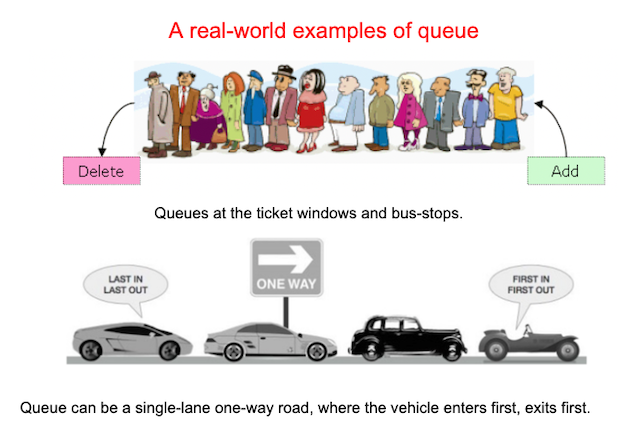 A real-world examples of queue
Delete
Add
Queues at the ticket windows and bus-stops.
LAST IN
LAST OUT
ONE WAY
FIRST IN
FIRST OUT
Queue can be a single-lane one-way road, where the vehicle enters first, exits first.